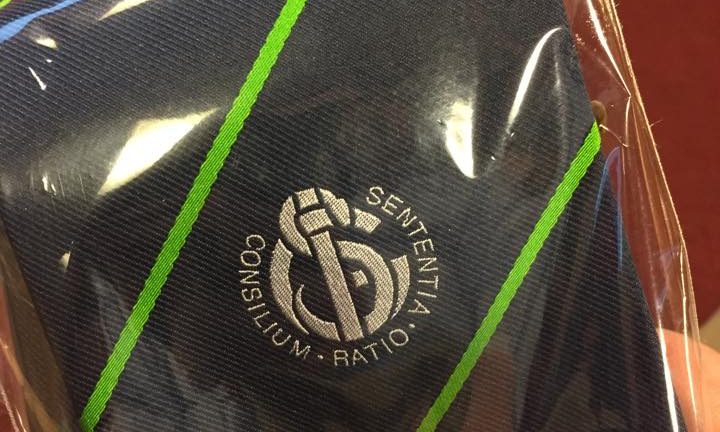 CONSILIUM · RATIO · SENTENTIA